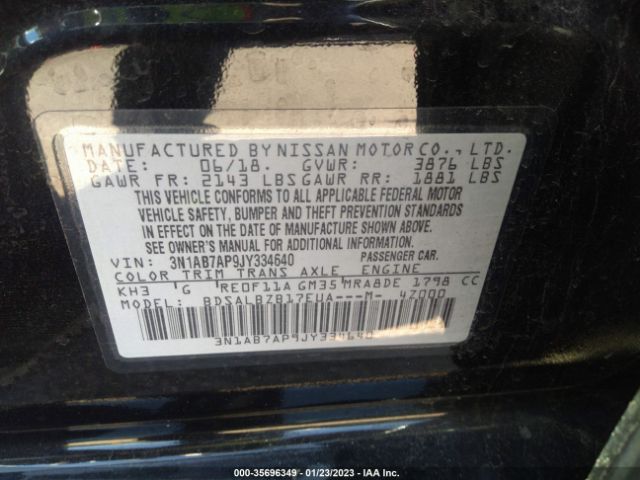 MANUFACTURED BY NISSAN MOTOR CO., LTD.
DATE: 06/18. GVWR: 3876 LBS
GAWR FR: 2143 LBS GAWR RR: 1881 LBS
THIS VEHICLE CONFORMS TO ALL APPLICABLE FEDERAL MOTOR
VEHICLE SAFETY, BUMPER AND THEFT PREVENTION STANDARDS
IN EFFECT ON THE DATE OF MANUFACTURE SHOWN ABOVE.
SEE OWNER'S MANUAL FOR ADDITIONAL INFORMATION.
VIN: 3N1AB7AP9JY334640 PASSENGER CAR.
COLOR TRIM TRANS AXLE ENGINE
KH3 G RE0F11A GM35 MRA8DE 1798 CC
MODEL: BDSALBZB17EUA---M- 4Z000
3N1AB7AP9JY334640
000-35696349 - 01/23/2023 - IAA Inc.